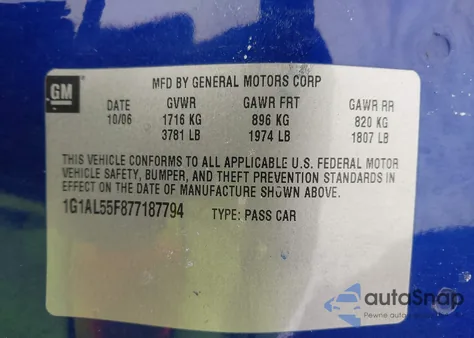 GM
MFD BY GENERAL MOTORS CORP
DATE GVWR GAWR FRT GAWR RR
10/06 1716 KG 896 KG 820 KG
3781 LB 1974 LB 1807 LB
THIS VEHICLE CONFORMS TO ALL APPLICABLE U.S. FEDERAL MOTOR
VEHICLE SAFETY, BUMPER, AND THEFT PREVENTION STANDARDS IN
EFFECT ON THE DATE OF MANUFACTURE SHOWN ABOVE.
1G1AL55F877187794 TYPE: PASS CAR
autoSnap
Pewne auto